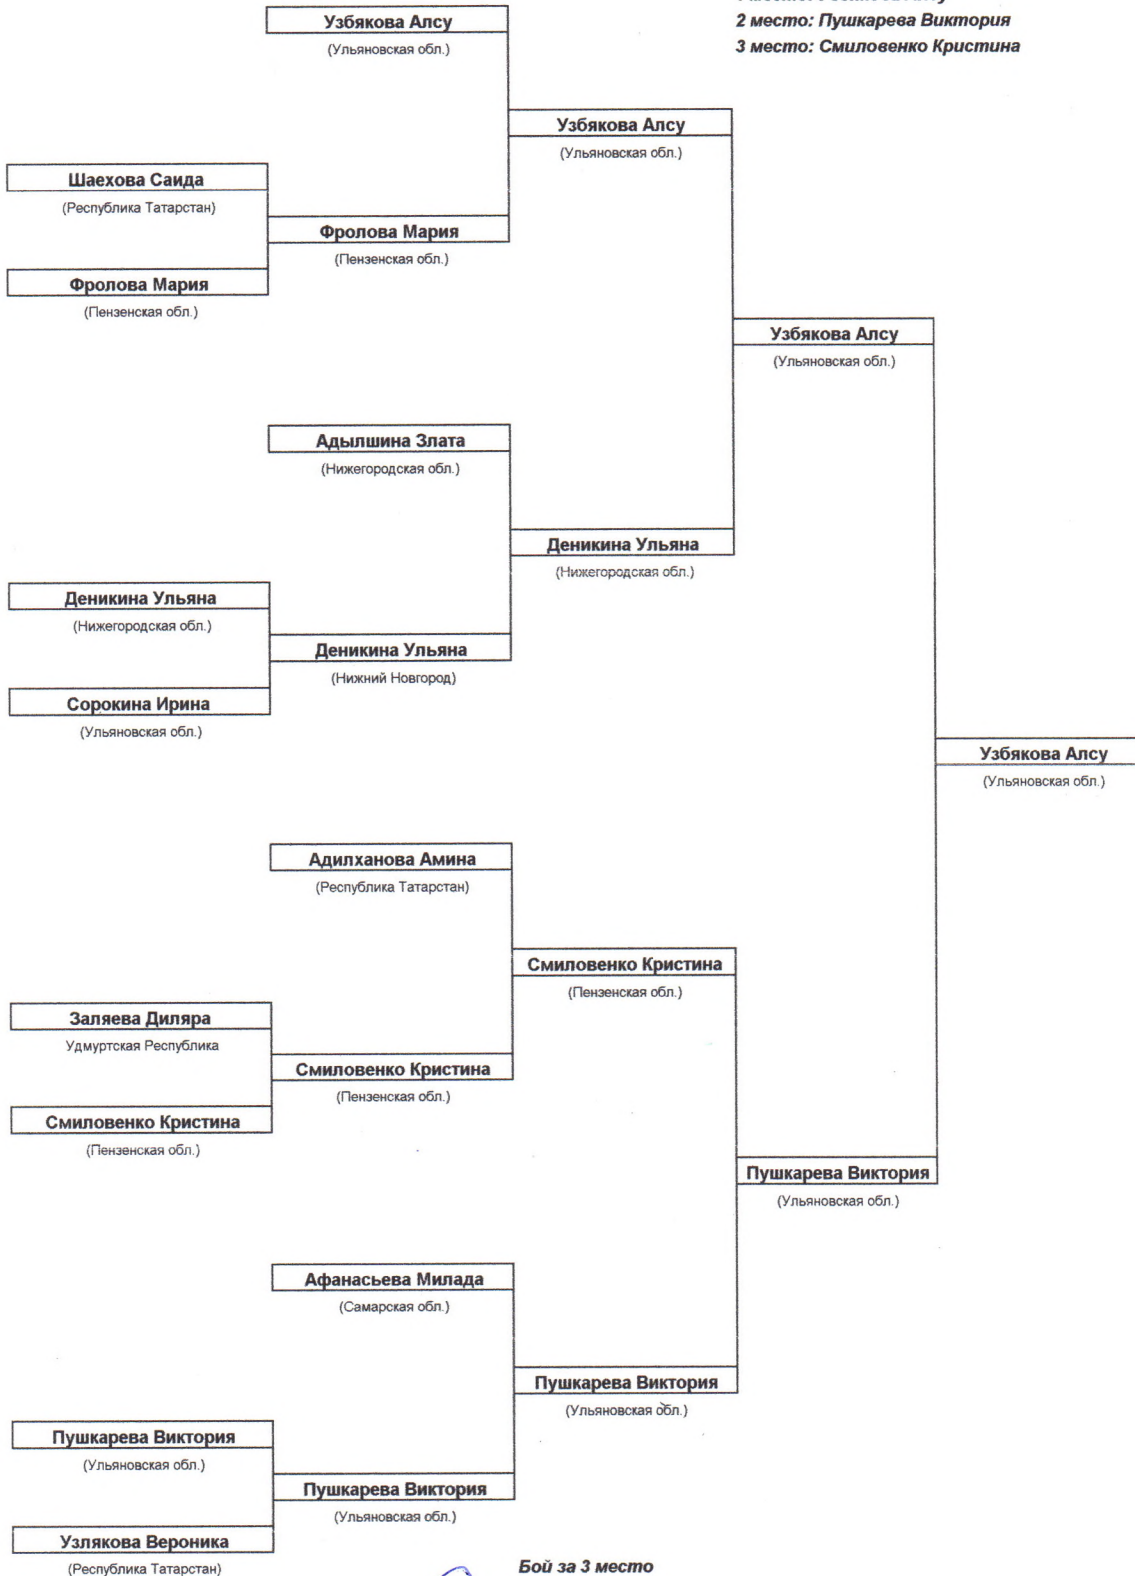 Узбякова Алсу
(Ульяновская обл.)
2 место: Пушкарева Виктория
3 место: Смиловенко Кристина
Узбякова Алсу
(Ульяновская обл.)
Шаехова Саида
(Республика Татарстан)
Фролова Мария
(Пензенская обл.)
Фролова Мария
(Пензенская обл.)
Узбякова Алсу
(Ульяновская обл.)
Адылшина Злата
(Нижегородская обл.)
Деникина Ульяна
(Нижегородская обл.)
Деникина Ульяна
(Нижегородская обл.)
Деникина Ульяна
(Нижний Новгород)
Сорокина Ирина
(Ульяновская обл.)
Узбякова Алсу
(Ульяновская обл.)
Адилханова Амина
(Республика Татарстан)
Смиловенко Кристина
(Пензенская обл.)
Заляева Диляра
Удмуртская Республика
Смиловенко Кристина
(Пензенская обл.)
Смиловенко Кристина
(Пензенская обл.)
Пушкарева Виктория
(Ульяновская обл.)
Афанасьева Милада
(Самарская обл.)
Пушкарева Виктория
(Ульяновская обл.)
Пушкарева Виктория
(Ульяновская обл.)
Пушкарева Виктория
(Ульяновская обл.)
Узлякова Вероника
(Республика Татарстан)
Бой за 3 место